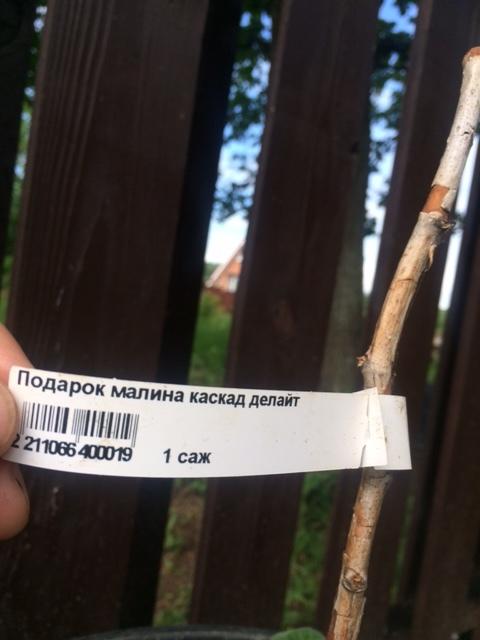 Подарок малина каскад делайт
2 211066 400019 1 саж